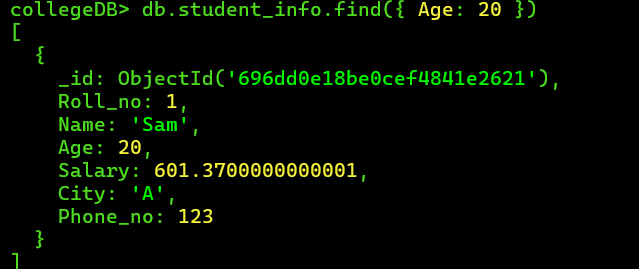 collegeDB> db.student_info.find({ Age: 20 })
[
  {
    _id: ObjectId('696dd0e18be0cef4841e2621'),
    Roll_no: 1,
    Name: 'Sam',
    Age: 20,
    Salary: 601.3700000000001,
    City: 'A',
    Phone_no: 123
  }
]